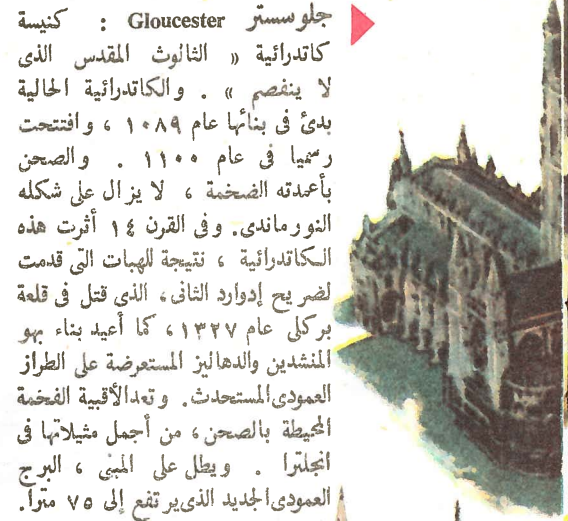 جلوسستر Gloucester : كنيسة
كاتدرائية « الثالوث المقدس الذى
لا ينفصم » . والكاتدرائية الحالية
بدئ فى بنائها عام ١٠٨٩ ، وافتتحت
رسميا فى عام ١١٠٠ . والصحن
بأعمدته الضخمة ، لا يزال على شكله
النورماندى. وفى القرن ١٤ أثرت هذه
الكاتدرائية ، نتيجة للهبات التى قدمت
لضريح إدوارد الثانى، الذى قتل فى قلعة
بركلى عام ١٣٢٧، كما أعيد بناء بهو
المنشدين والدهاليز المستعرضة على الطراز
العمودى المستحدث. وتعد الأقبية الفخمة
المحيطة بالصحن، من أجمل مثيلاتها فى
انجلترا . ويطل على المبنى ، البرج
العمودى الجديد الذى يرتفع إلى ٧٥ مترا.